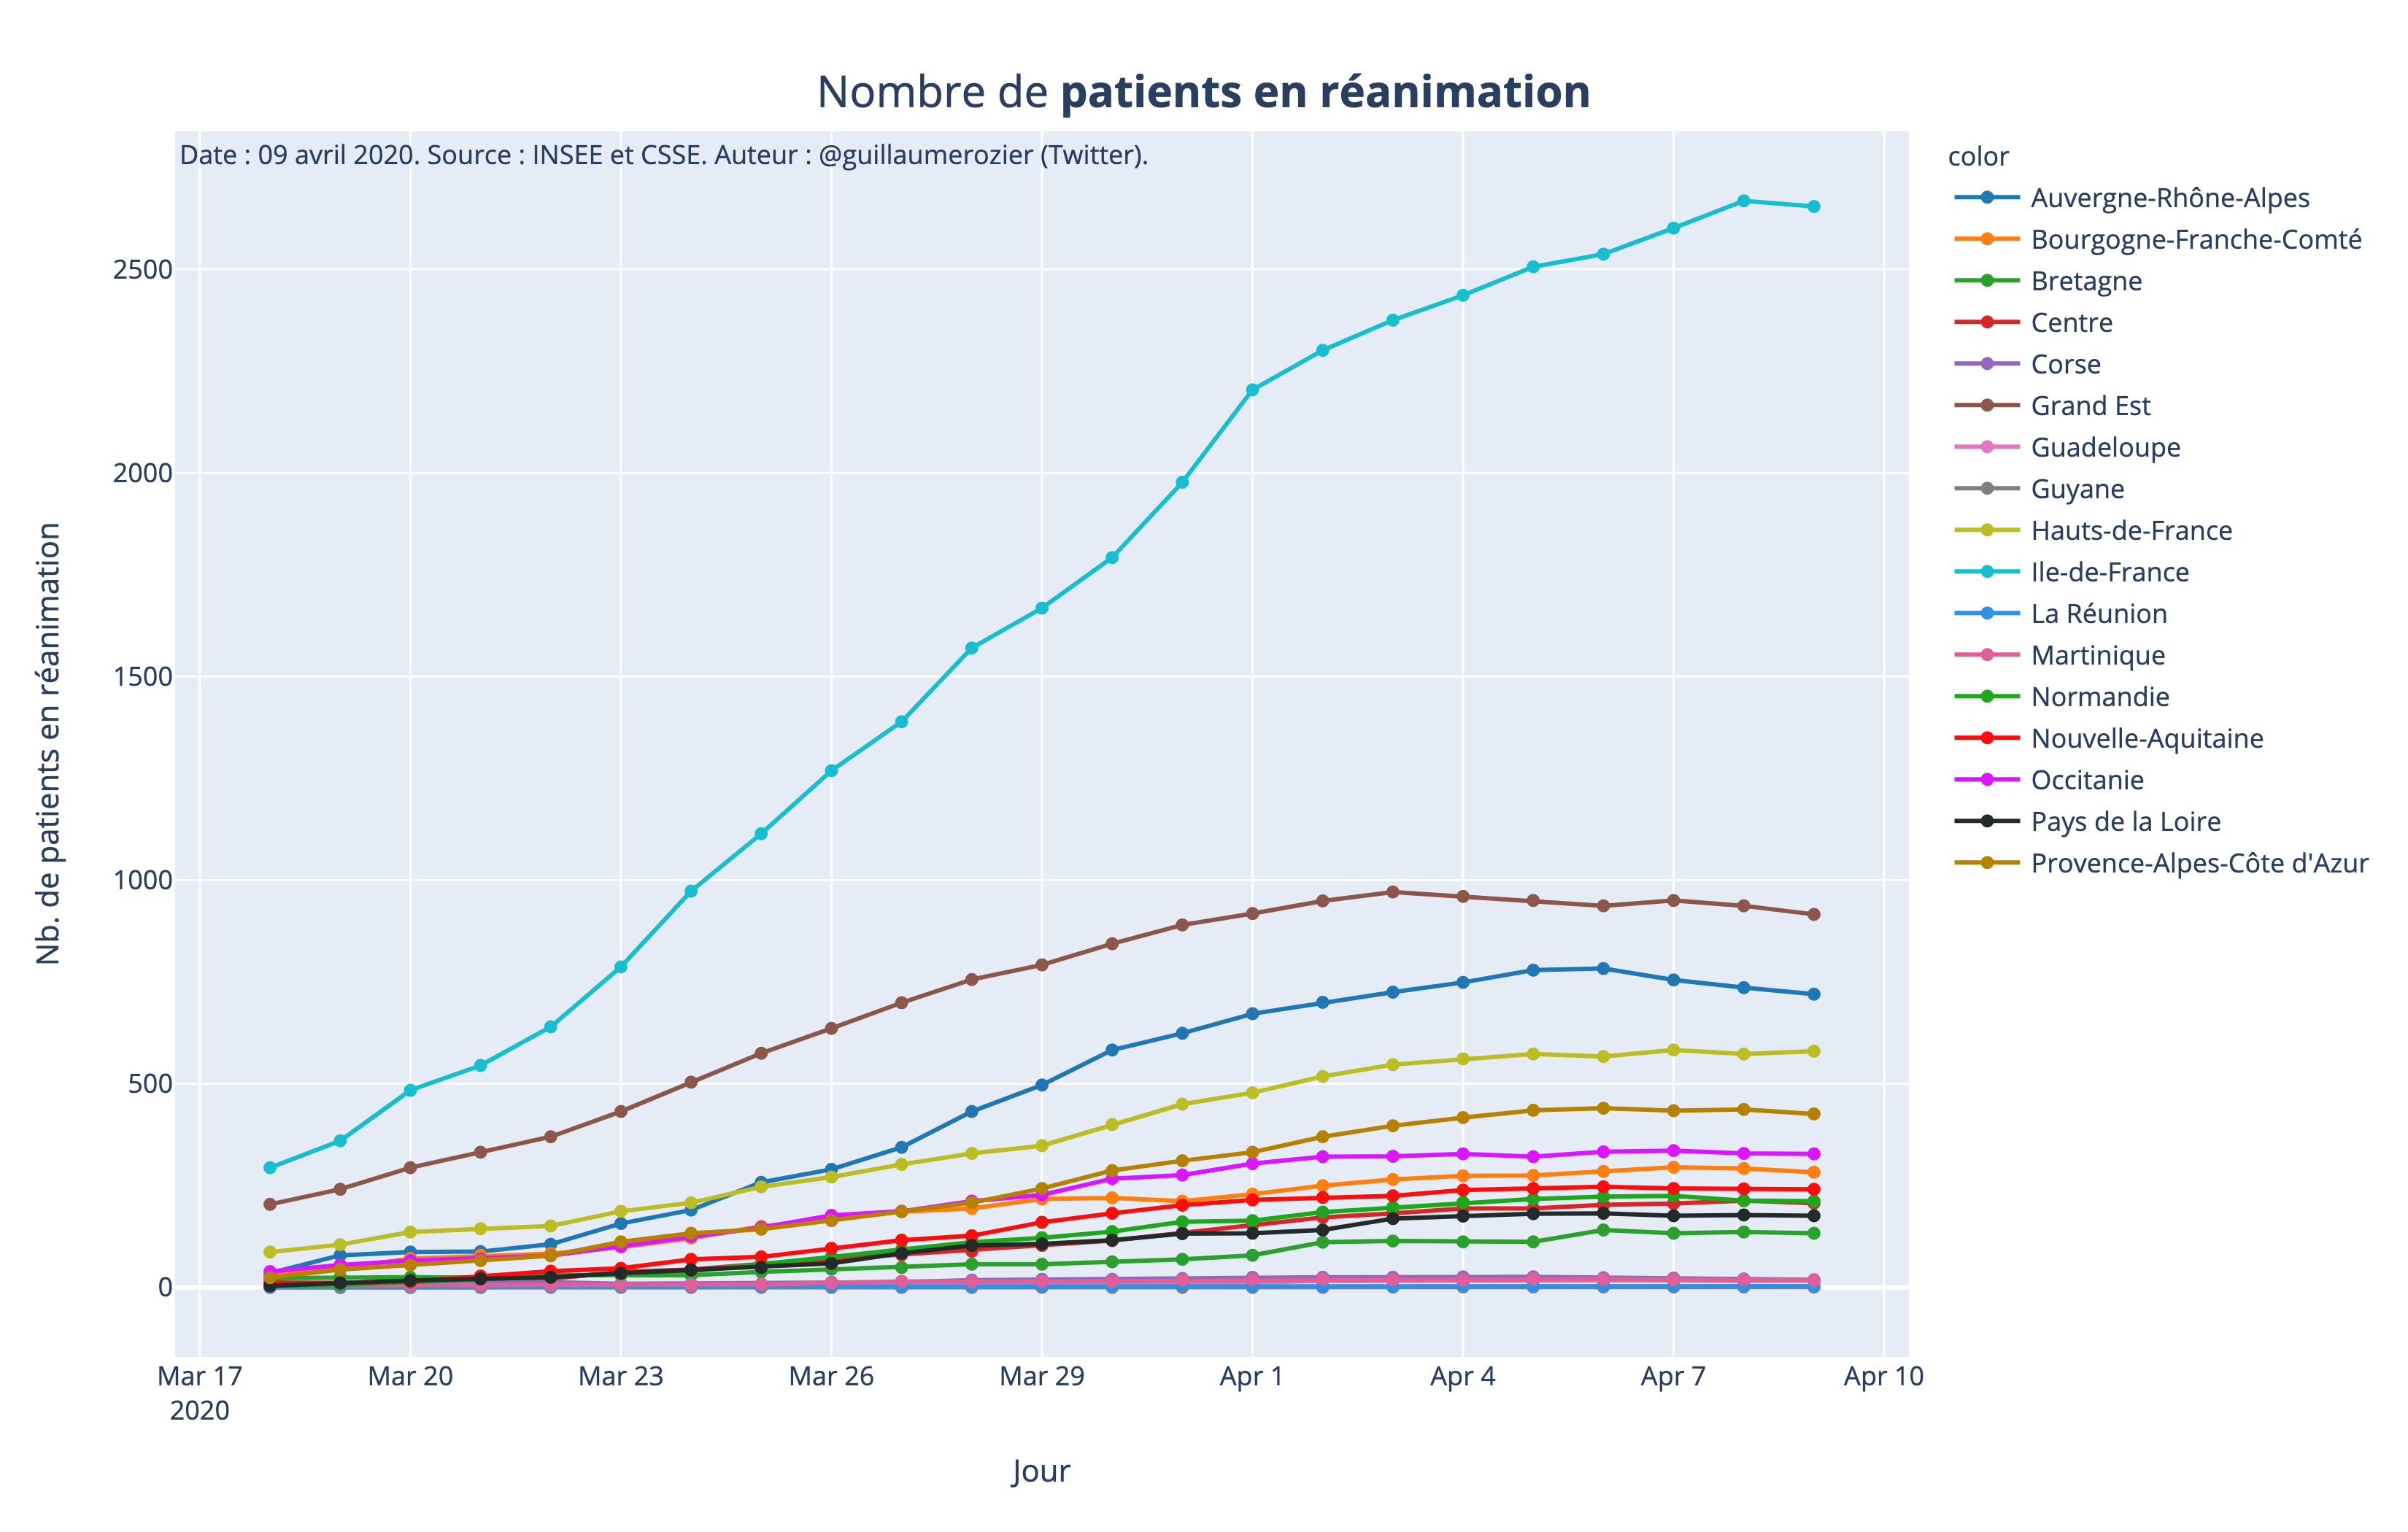 Nombre de patients en réanimation
Date : 09 avril 2020. Source : INSEE et CSSE. Auteur : @guillaumerozier (Twitter).
color
Auvergne-Rhône-Alpes
Bourgogne-Franche-Comté
Bretagne
Centre
Corse
Grand Est
Guadeloupe
Guyane
Hauts-de-France
Ile-de-France
La Réunion
Martinique
Normandie
Nouvelle-Aquitaine
Occitanie
Pays de la Loire
Provence-Alpes-Côte d'Azur
Nb. de patients en réanimation
2500
2000
1500
1000
500
0
Mar 17 Mar 20 Mar 23 Mar 26 Mar 29 Apr 1 Apr 4 Apr 7 Apr 10
2020
Jour